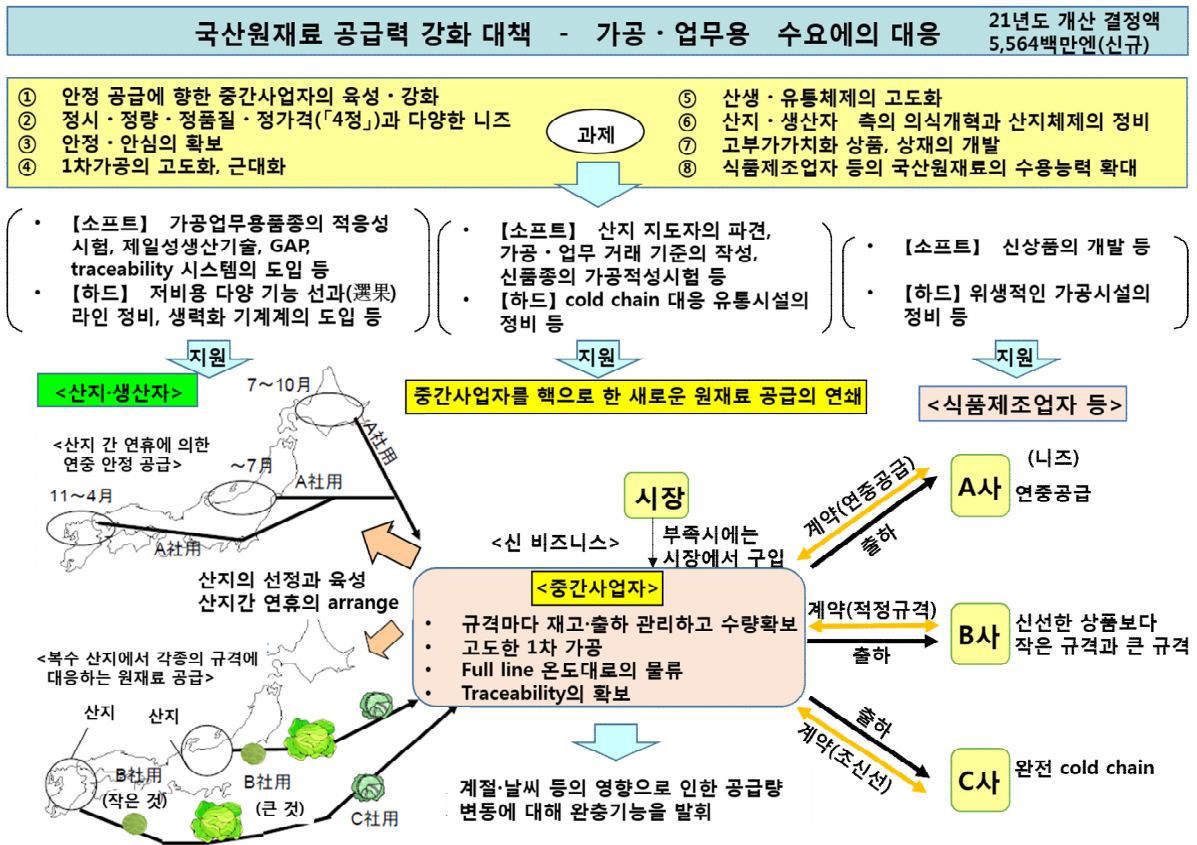 국산원재료 공급력 강화 대책 - 가공・업무용 수요에의 대응
21년도 개산 결정액
5,564백만엔(신규)
① 안정 공급에 향한 중간사업자의 육성・강화
② 정시・정량・정품질・정가격(｢4정｣)과 다양한 니즈
③ 안정・안심의 확보
④ 1차가공의 고도화, 근대화
과제
⑤ 산생・유통체제의 고도화
⑥ 산지・생산자 측의 의식개혁과 산지체제의 정비
⑦ 고부가가치화 상품, 상재의 개발
⑧ 식품제조업자 등의 국산원재료의 수용능력 확대
• 【소프트】 가공업무용품종의 적응성
시험, 제일성생산기술, GAP,
traceability 시스템의 도입 등
• 【하드】 저비용 다양 기능 선과(選果)
라인 정비, 생력화 기계계의 도입 등
• 【소프트】 산지 지도자의 파견,
가공・업무 거래 기준의 작성,
신품종의 가공적성시험 등
• 【하드】 cold chain 대응 유통시설의
정비 등
• 【소프트】 신상품의 개발 등
• 【하드】 위생적인 가공시설의
정비 등
지원
지원
지원
<산지·생산자>
중간사업자를 핵으로 한 새로운 원재료 공급의 연쇄
<식품제조업자 등>
7～10月
A社用
<산지 간 연휴에 의한
연중 안정 공급>
～7月
A社用
11～4月
A社用
산지의 선정과 육성
산지간 연휴의 arrange
시장
<신 비즈니스>
부족시에는
시장에서 구입
<중간사업자>
• 규격마다 재고·출하 관리하고 수량확보
• 고도한 1차 가공
• Full line 온도대로의 물류
• Traceability의 확보
계약(연중공급)
출하
A사
(니즈)
연중공급
계약(적정규격)
출하
B사
신선한 상품보다
작은 규격과 큰 규격
출하
계약(조신선)
C사
완전 cold chain
<복수 산지에서 각종의 규격에
대응하는 원재료 공급>
산지
산지
B社用
(작은 것)
B社用
(큰 것)
C社用
계절·날씨 등의 영향으로 인한 공급량
변동에 대해 완충기능을 발휘